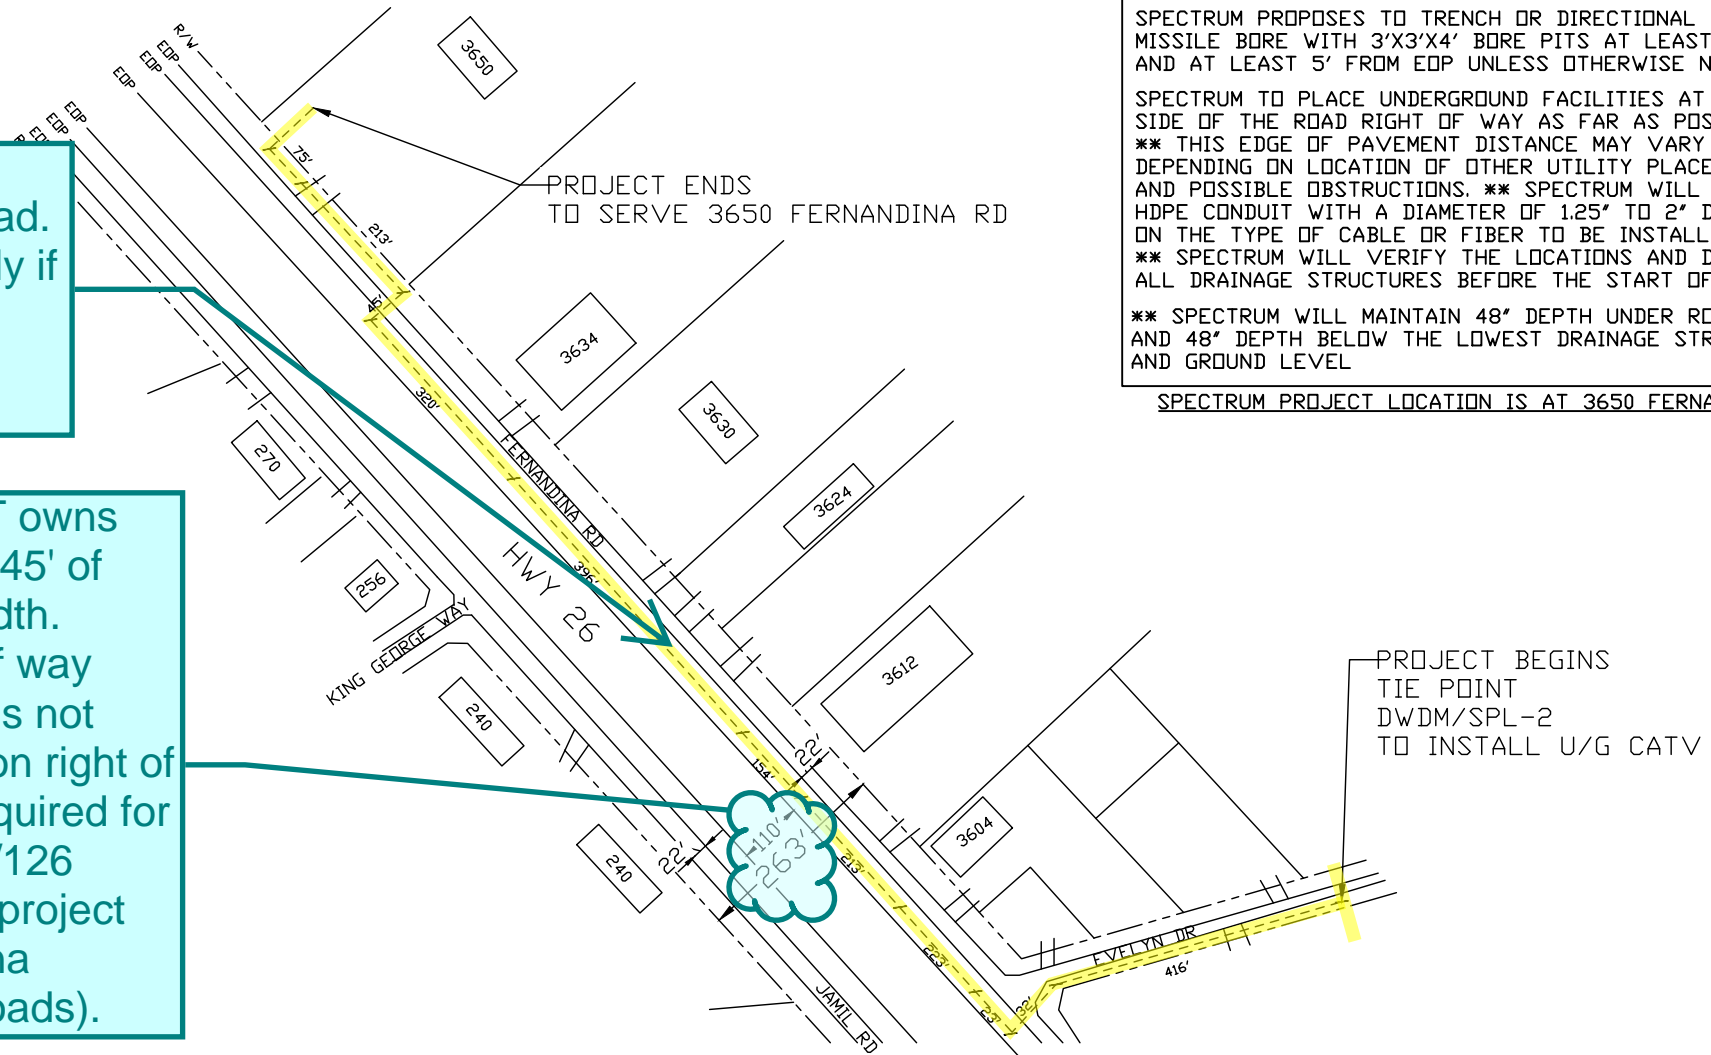 SPECTRUM PROPOSES TO TRENCH OR DIRECTIONAL
MISSILE BORE WITH 3'X3'X4' BORE PITS AT LEAST
AND AT LEAST 5' FROM EOP UNLESS OTHERWISE N
SPECTRUM TO PLACE UNDERGROUND FACILITIES AT
SIDE OF THE ROAD RIGHT OF WAY AS FAR AS POS
** THIS EDGE OF PAVEMENT DISTANCE MAY VARY
DEPENDING ON LOCATION OF OTHER UTILITY PLACE
AND POSSIBLE OBSTRUCTIONS. ** SPECTRUM WILL
HDPE CONDUIT WITH A DIAMETER OF 1.25" TO 2" D
ON THE TYPE OF CABLE OR FIBER TO BE INSTALL
** SPECTRUM WILL VERIFY THE LOCATIONS AND D
ALL DRAINAGE STRUCTURES BEFORE THE START OF
** SPECTRUM WILL MAINTAIN 48" DEPTH UNDER RO
AND 48" DEPTH BELOW THE LOWEST DRAINAGE STR
AND GROUND LEVEL
SPECTRUM PROJECT LOCATION IS AT 3650 FERNA
R/W
EOP
EOP
EOP
EOP
EOP
EOP
R
3650
75'
PROJECT ENDS
TO SERVE 3650 FERNANDINA RD
213'
ad.
ly if
45'
3634
320'
3630
270
FERNANDINA RD
3624
T owns
45' of
dth.
f way
s not
on right of
quired for
/126
project
na
oads).
HWY 26
396'
256
KING GEORGE WAY
240
3612
PROJECT BEGINS
TIE POINT
DWDM/SPL-2
TO INSTALL U/G CATV
22'
154'
110'
263'
22'
240
3604
213'
223'
EVELYN DR
416'
32'
23'
JAMIL RD